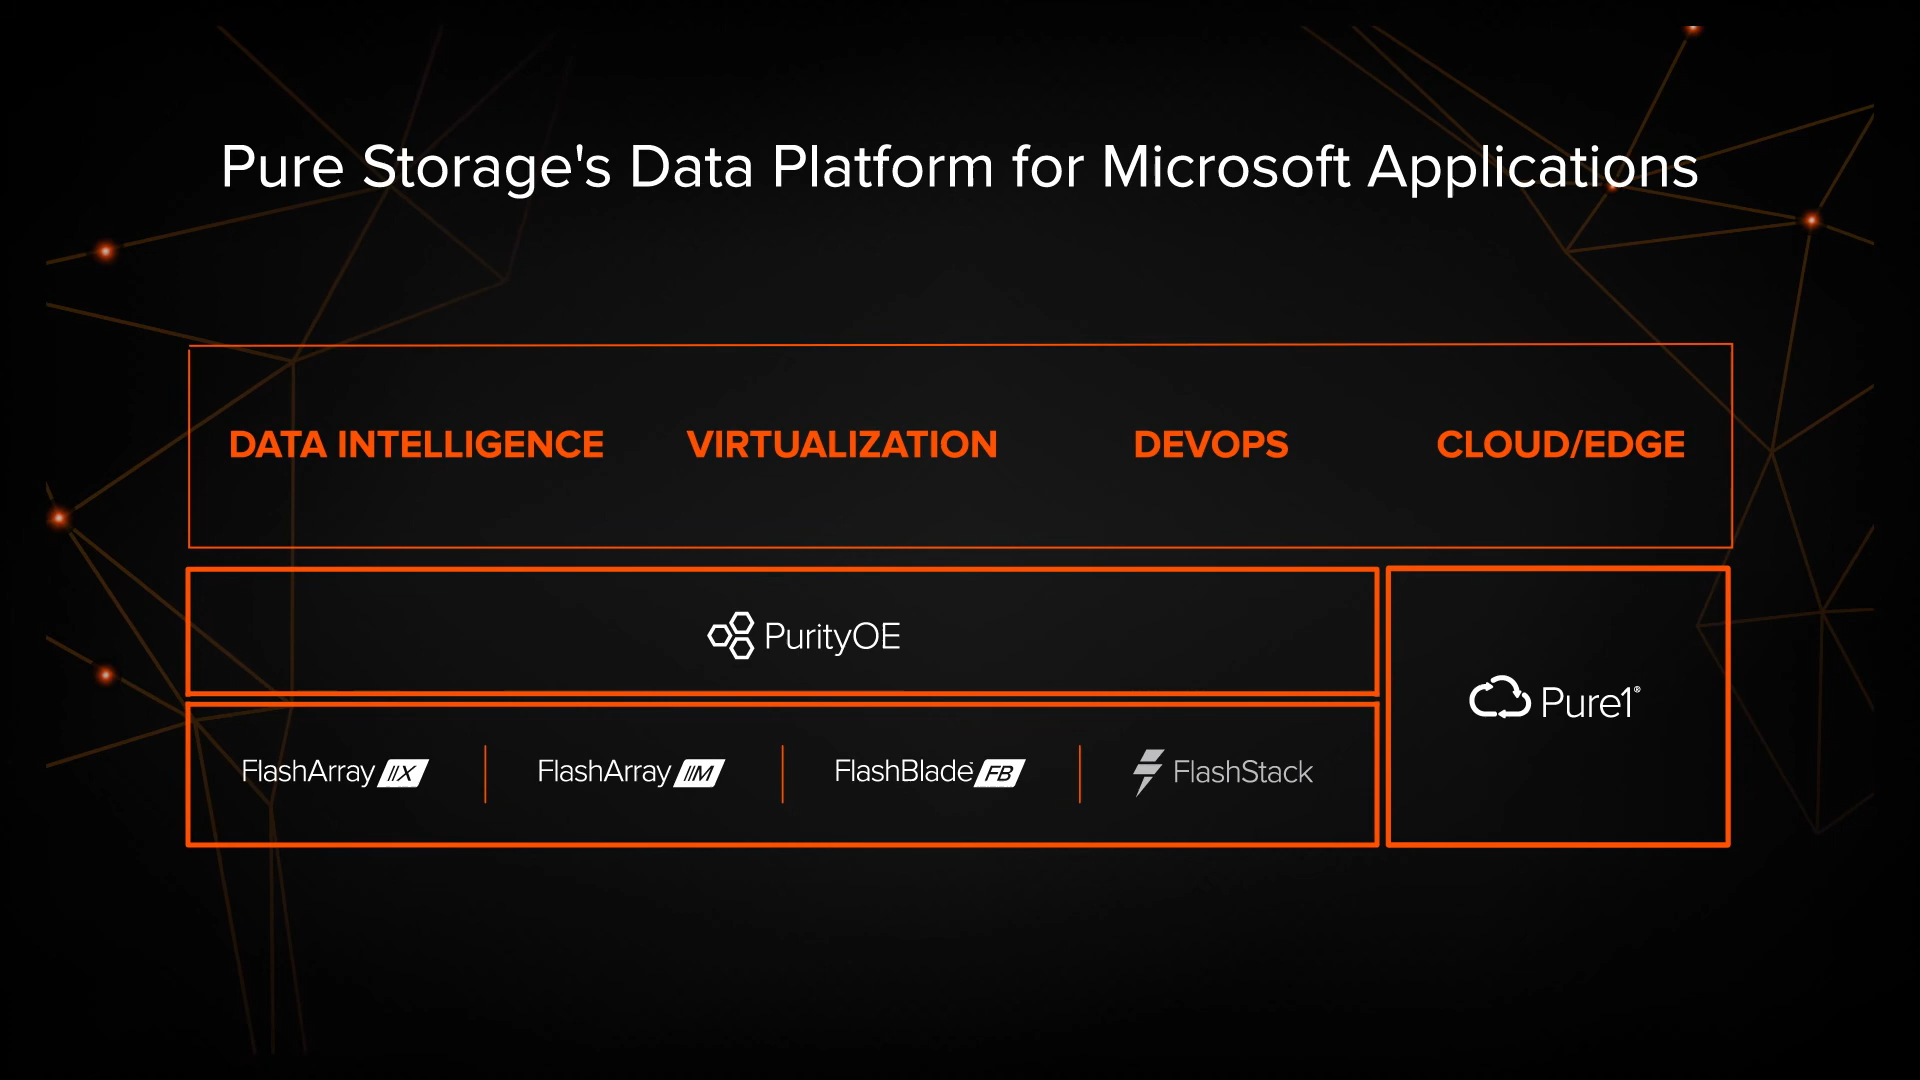 Pure Storage's Data Platform for Microsoft Applications
DATA INTELLIGENCE VIRTUALIZATION DEVOPS CLOUD/EDGE
PurityOE
Pure1®
FlashArray //X FlashArray //M FlashBlade™ FB FlashStack